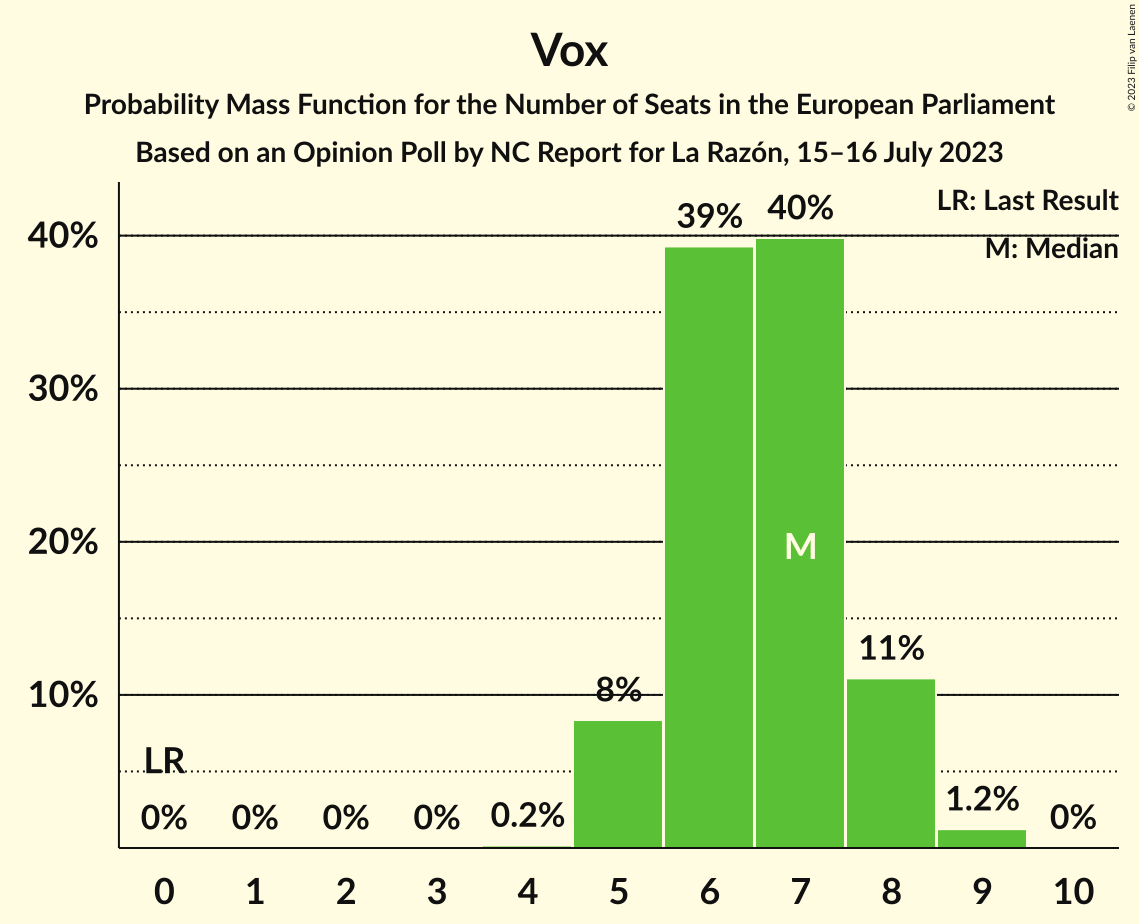 © 2023 Filip van Laenen
Vox
Probability Mass Function for the Number of Seats in the European Parliament
Based on an Opinion Poll by NC Report for La Razón, 15–16 July 2023
LR: Last Result
M: Median
40%
30%
20%
10%
39%
40%
M
11%
8%
LR
0%
0%
0%
0%
0.2%
1.2%
0%
0 1 2 3 4 5 6 7 8 9 10